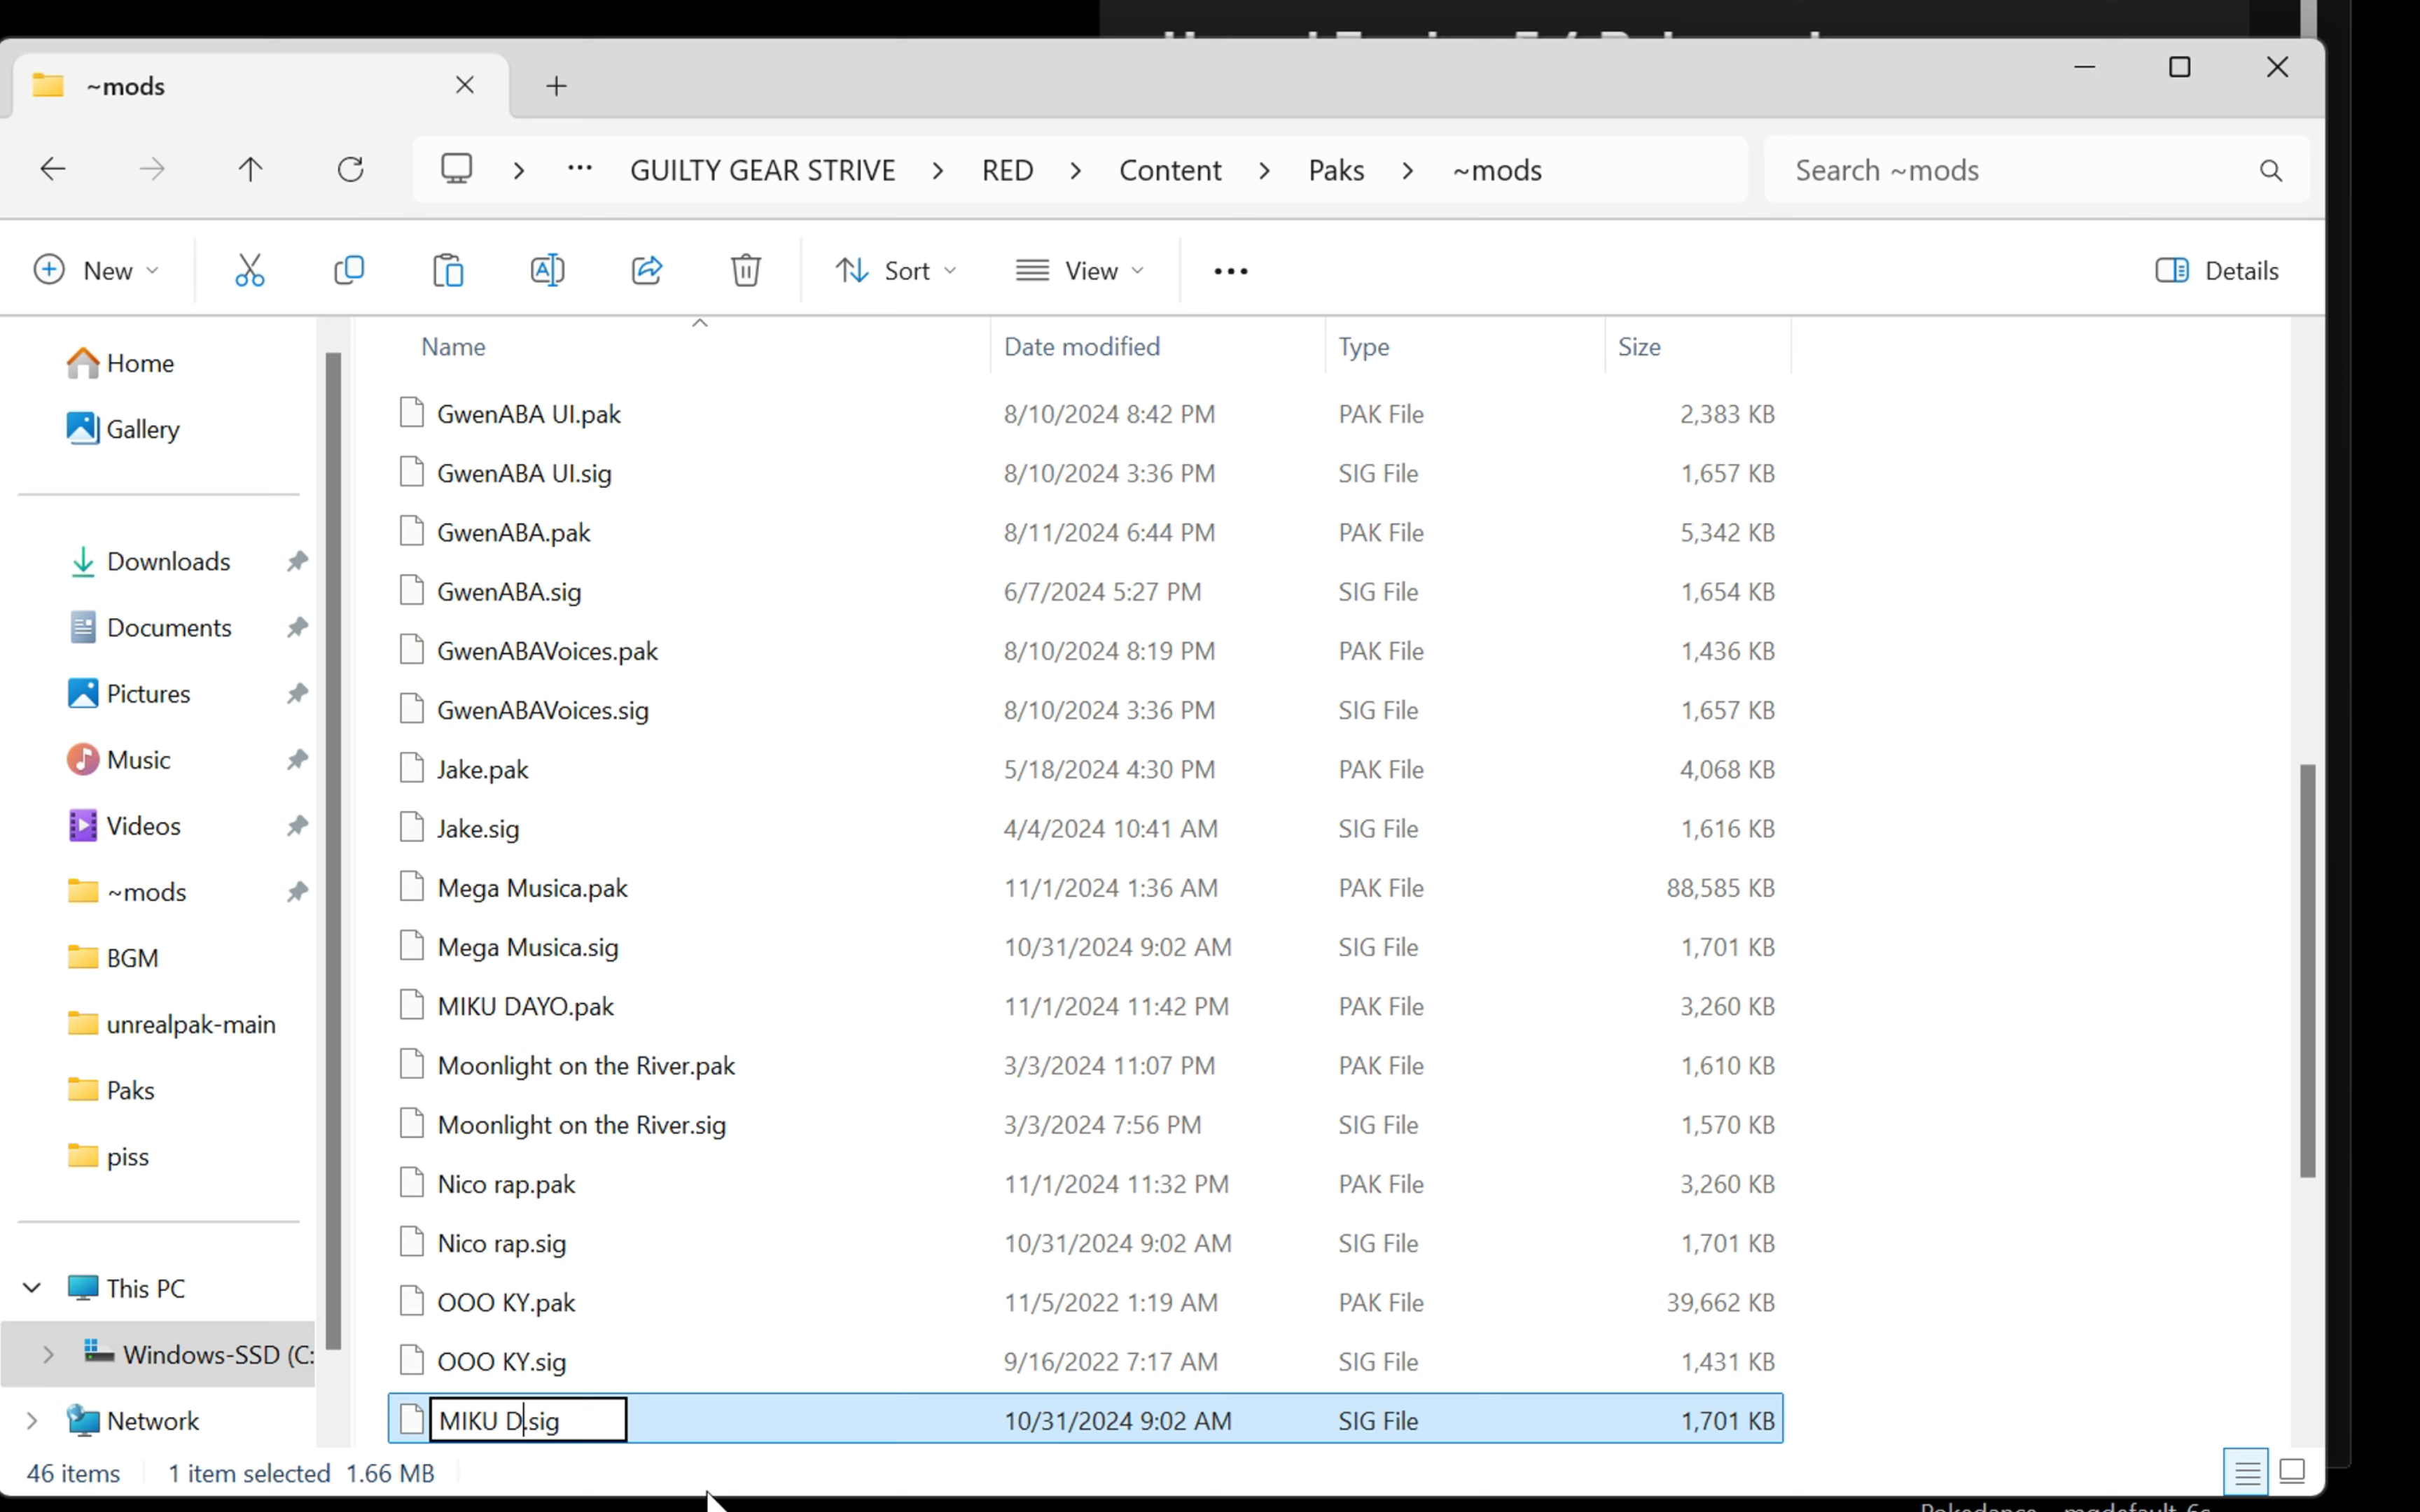 ~mods
GUILTY GEAR STRIVE > RED > Content > Paks > ~mods
Search ~mods
New
Sort
View
Details
Name Date modified Type Size
Home
Gallery
Downloads
Documents
Pictures
Music
Videos
~mods
BGM
unrealpak-main
Paks
piss
This PC
Windows-SSD (C:
Network
GwenABA UI.pak 8/10/2024 8:42 PM PAK File 2,383 KB
GwenABA UI.sig 8/10/2024 3:36 PM SIG File 1,657 KB
GwenABA.pak 8/11/2024 6:44 PM PAK File 5,342 KB
GwenABA.sig 6/7/2024 5:27 PM SIG File 1,654 KB
GwenABAVoices.pak 8/10/2024 8:19 PM PAK File 1,436 KB
GwenABAVoices.sig 8/10/2024 3:36 PM SIG File 1,657 KB
Jake.pak 5/18/2024 4:30 PM PAK File 4,068 KB
Jake.sig 4/4/2024 10:41 AM SIG File 1,616 KB
Mega Musica.pak 11/1/2024 1:36 AM PAK File 88,585 KB
Mega Musica.sig 10/31/2024 9:02 AM SIG File 1,701 KB
MIKU DAYO.pak 11/1/2024 11:42 PM PAK File 3,260 KB
Moonlight on the River.pak 3/3/2024 11:07 PM PAK File 1,610 KB
Moonlight on the River.sig 3/3/2024 7:56 PM SIG File 1,570 KB
Nico rap.pak 11/1/2024 11:32 PM PAK File 3,260 KB
Nico rap.sig 10/31/2024 9:02 AM SIG File 1,701 KB
OOO KY.pak 11/5/2022 1:19 AM PAK File 39,662 KB
OOO KY.sig 9/16/2022 7:17 AM SIG File 1,431 KB
MIKU D.sig 10/31/2024 9:02 AM SIG File 1,701 KB
46 items 1 item selected 1.66 MB